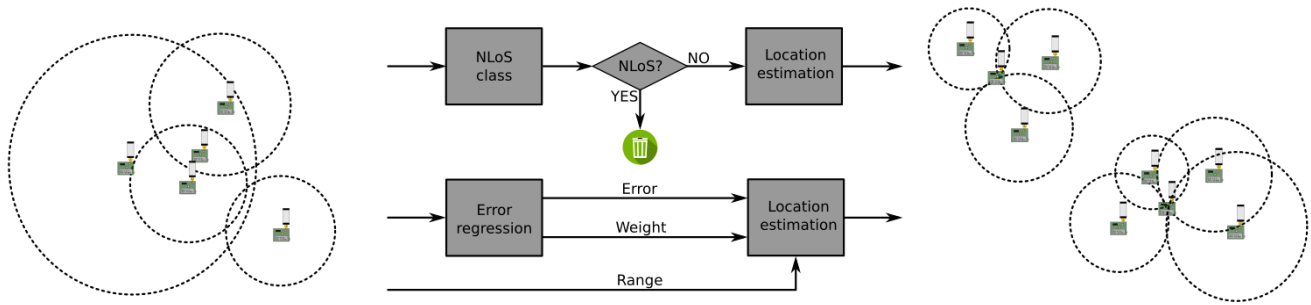 NLoS
class
NLoS?
NO
YES
Location
estimation
Error
regression
Error
Weight
Range
Location
estimation